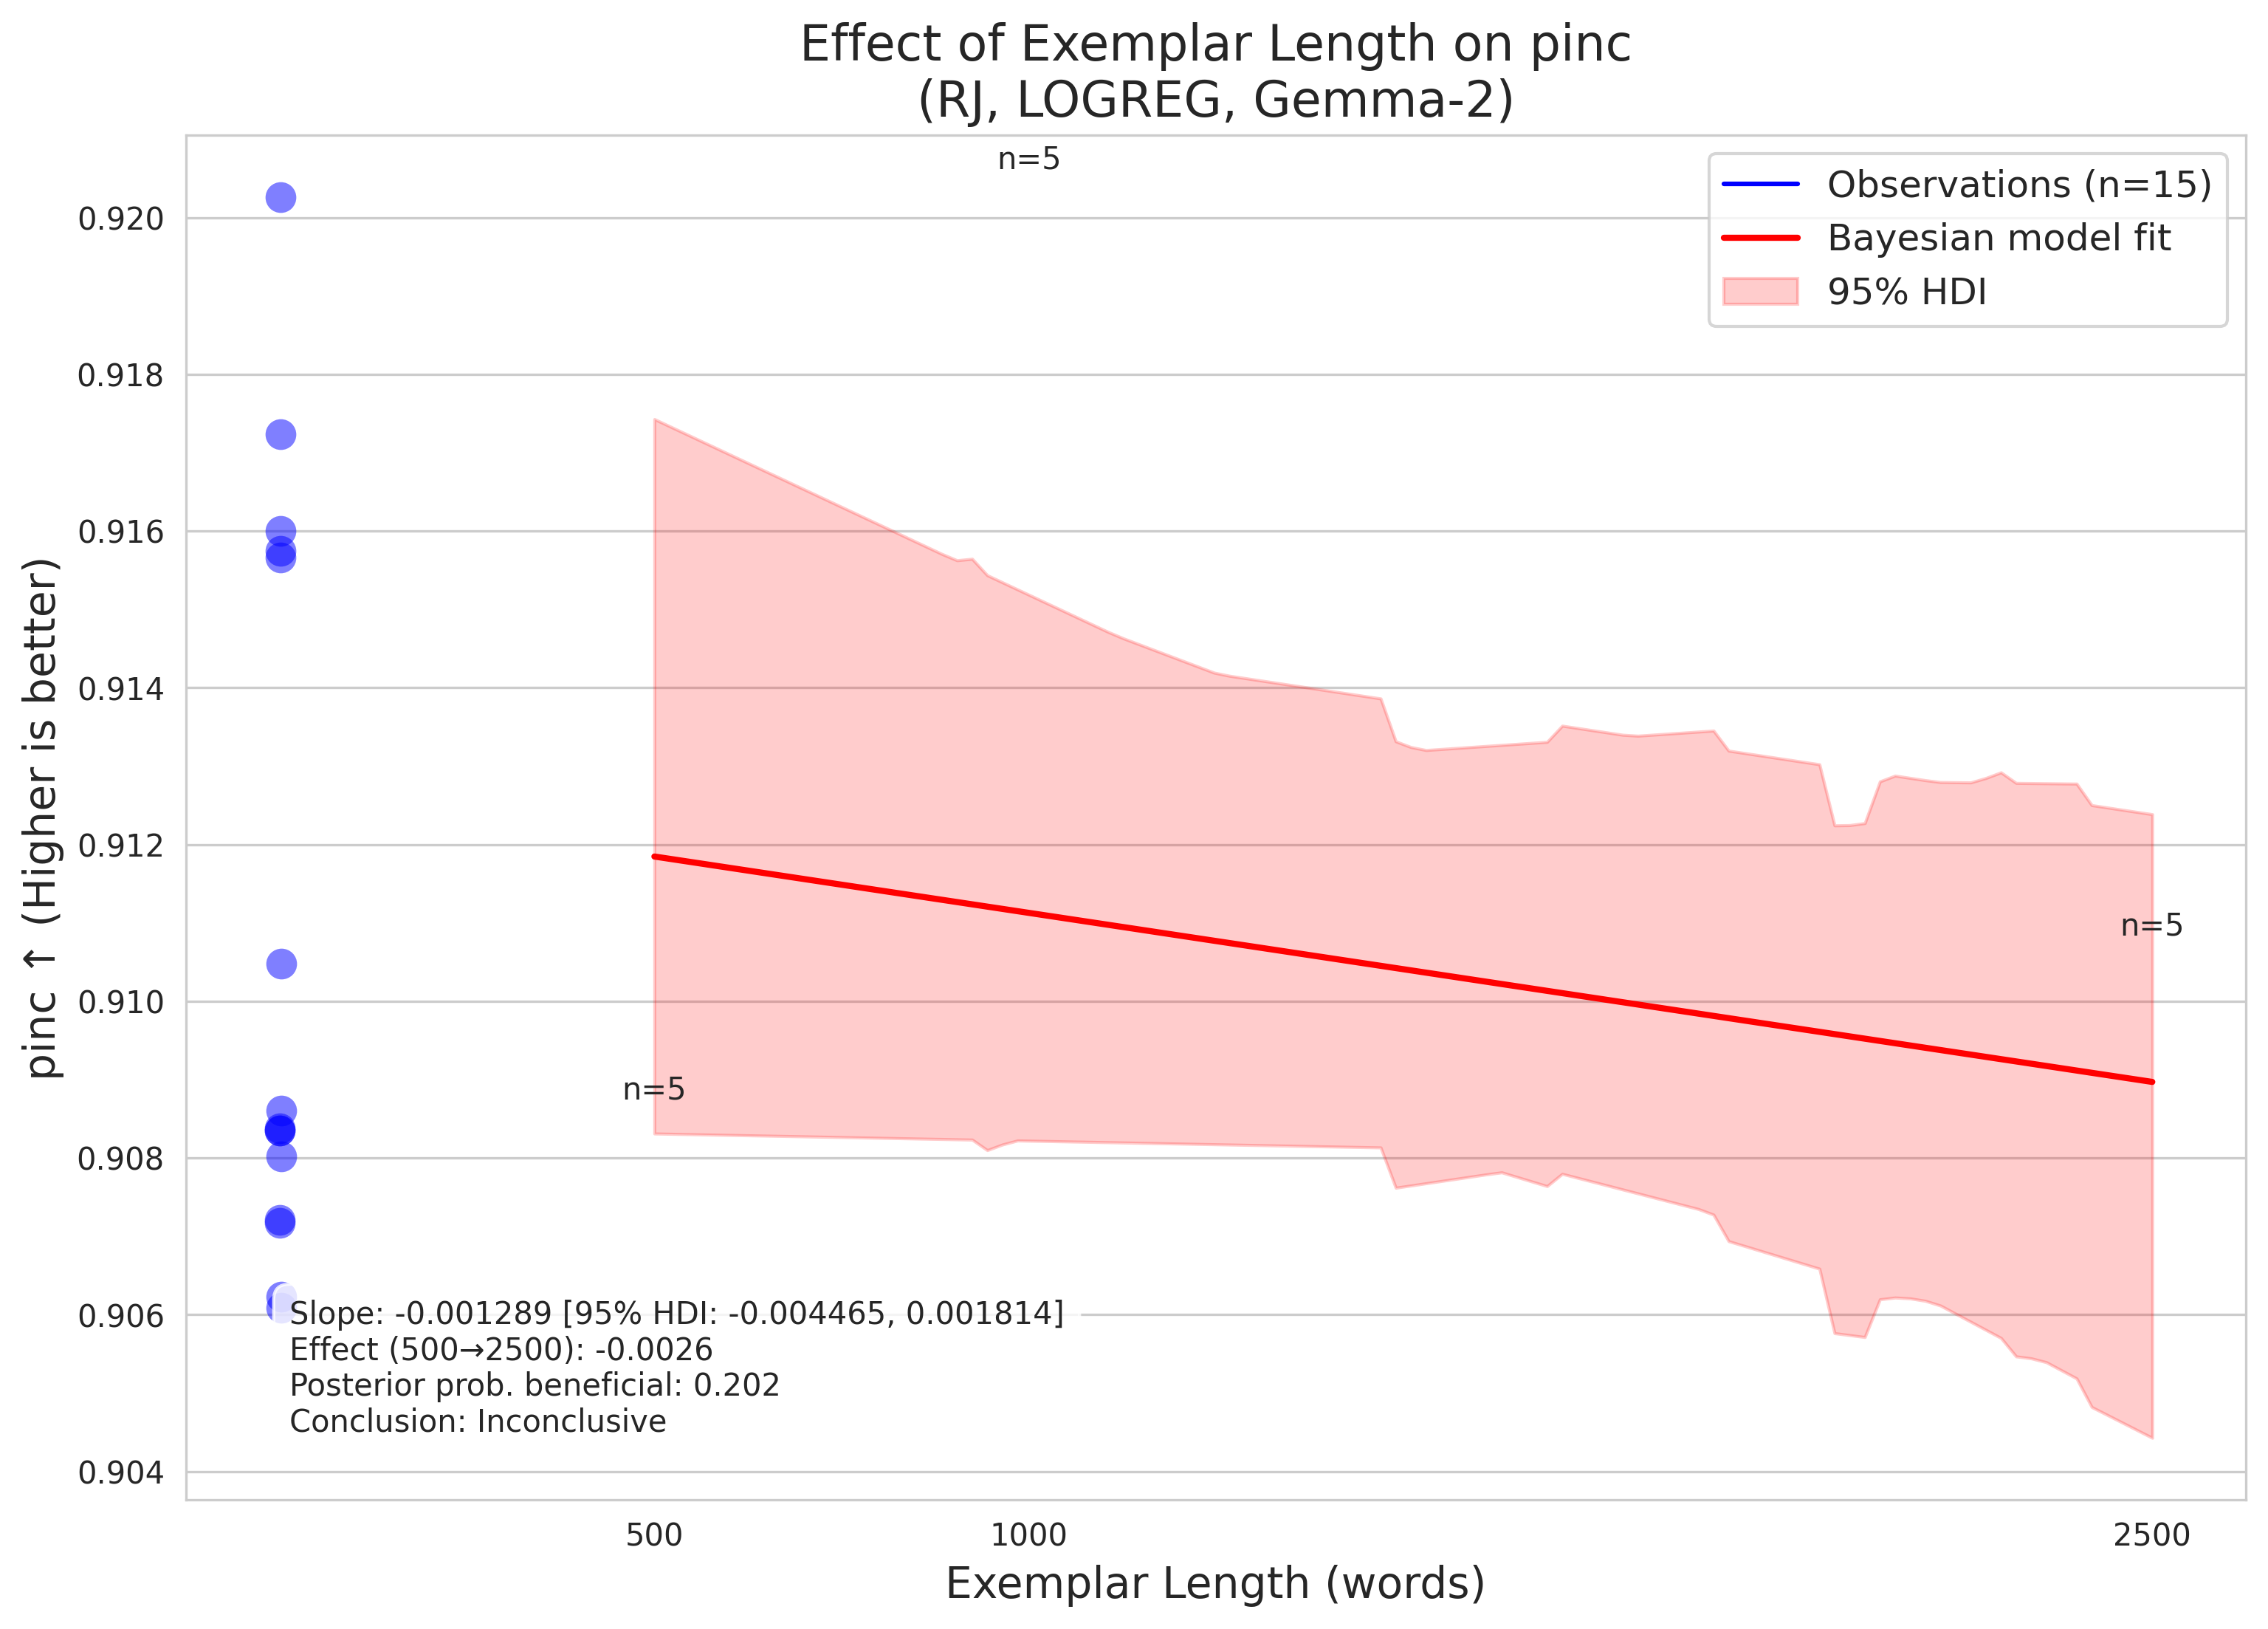 Effect of Exemplar Length on pinc
(RJ, LOGREG, Gemma-2)
n=5
Observations (n=15)
Bayesian model fit
95% HDI
0.920
0.918
0.916
0.914
0.912
0.910
0.908
0.906
0.904
pinc ↑ (Higher is better)
n=5
n=5
Slope: -0.001289 [95% HDI: -0.004465, 0.001814]
Effect (500→2500): -0.0026
Posterior prob. beneficial: 0.202
Conclusion: Inconclusive
500
1000
2500
Exemplar Length (words)